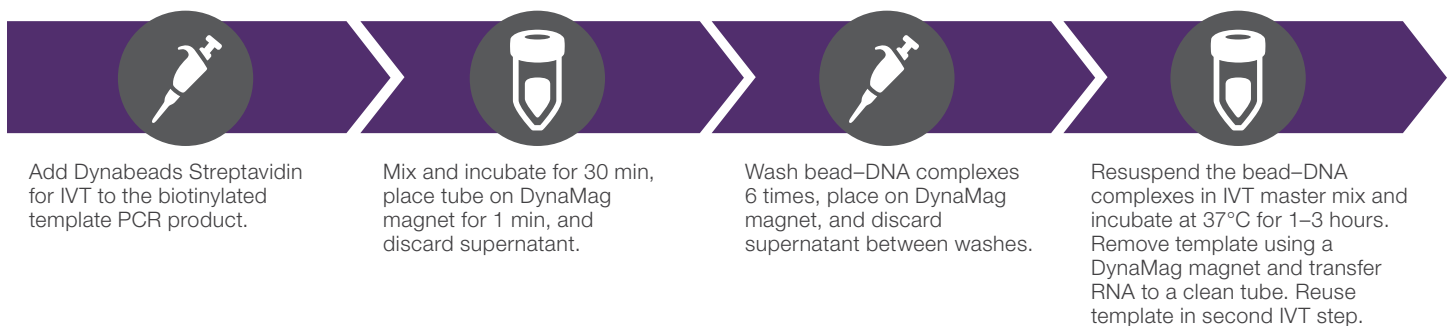 Add Dynabeads Streptavidin
for IVT to the biotinylated
template PCR product.
Mix and incubate for 30 min,
place tube on DynaMag
magnet for 1 min, and
discard supernatant.
Wash bead–DNA complexes
6 times, place on DynaMag
magnet, and discard
supernatant between washes.
Resuspend the bead–DNA
complexes in IVT master mix and
incubate at 37°C for 1–3 hours.
Remove template using a
DynaMag magnet and transfer
RNA to a clean tube. Reuse
template in second IVT step.